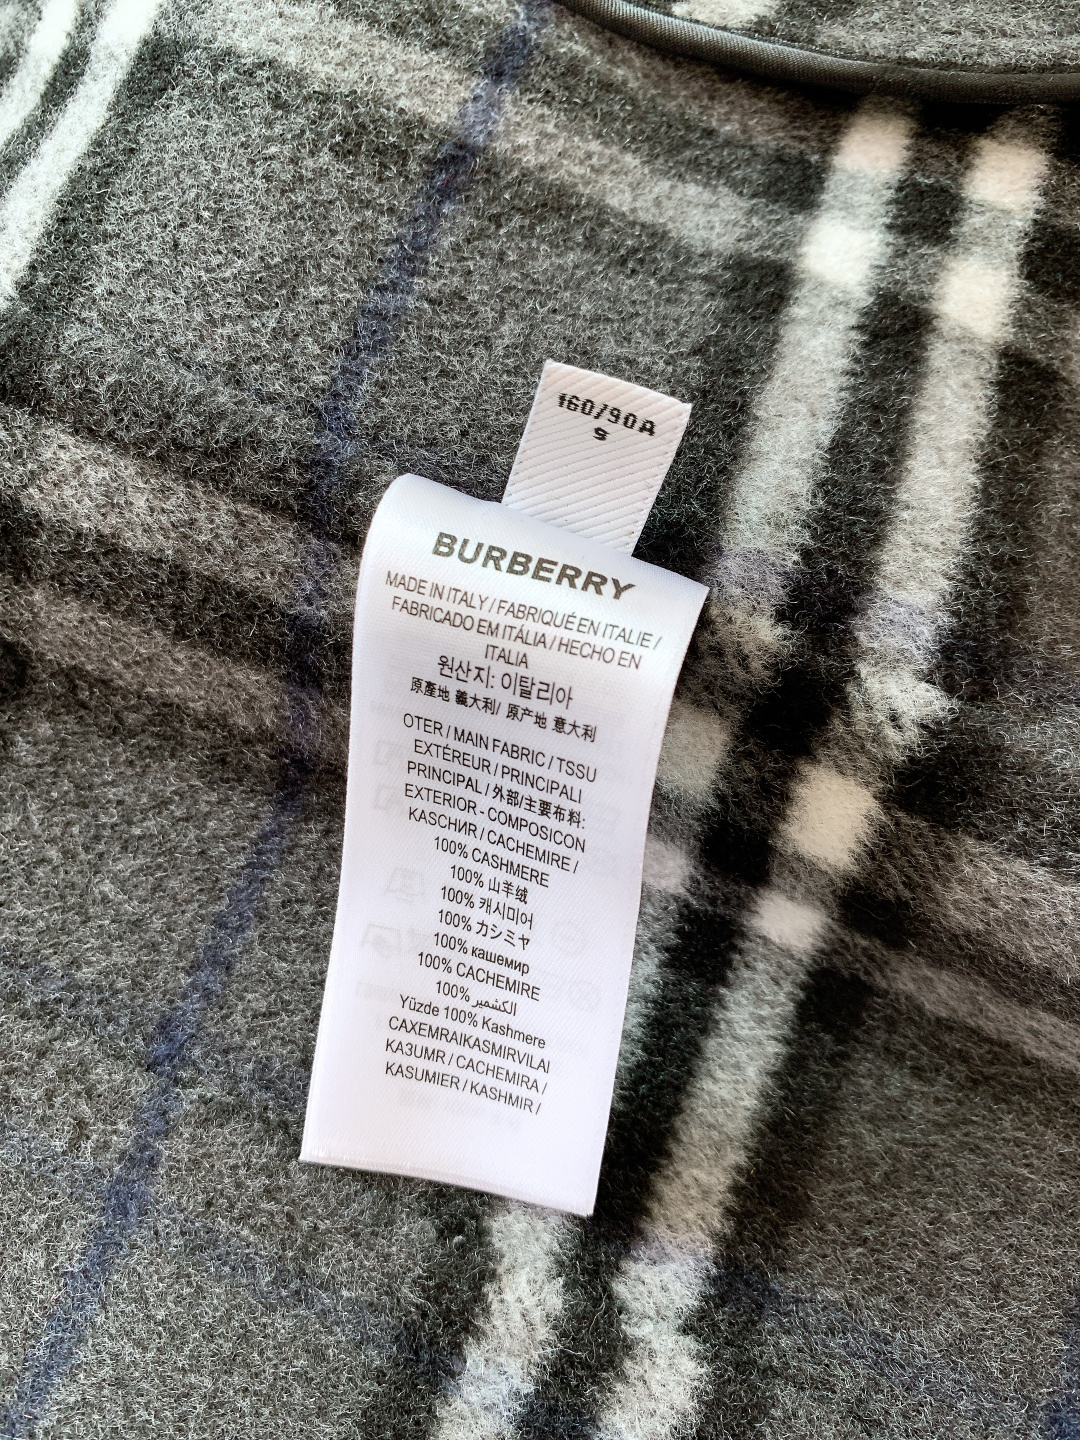 160/90A
S
BURBERRY
MADE IN ITALY / FABRIQUÉ EN ITALIE /
FABRICADO EM ITÁLIA / HECHO EN
ITALIA
원산지: 이탈리아
原產地 義大利/ 原产地 意大利
OTER / MAIN FABRIC / TSSU
EXTÉREUR / PRINCIPALI
PRINCIPAL / 外部/主要布料:
EXTERIOR - COMPOSICON
KASCHИR / CACHEMIRE /
100% CASHMERE
100% 山羊绒
100% 캐시미어
100% カシミヤ
100% кашемир
100% CACHEMIRE
100% الكشمير
Yüzde 100% Kashmere
CAXEMRAIKASMIRVILAI
KA3UMR / CACHEMIRA /
KASUMIER / KASHMIR /